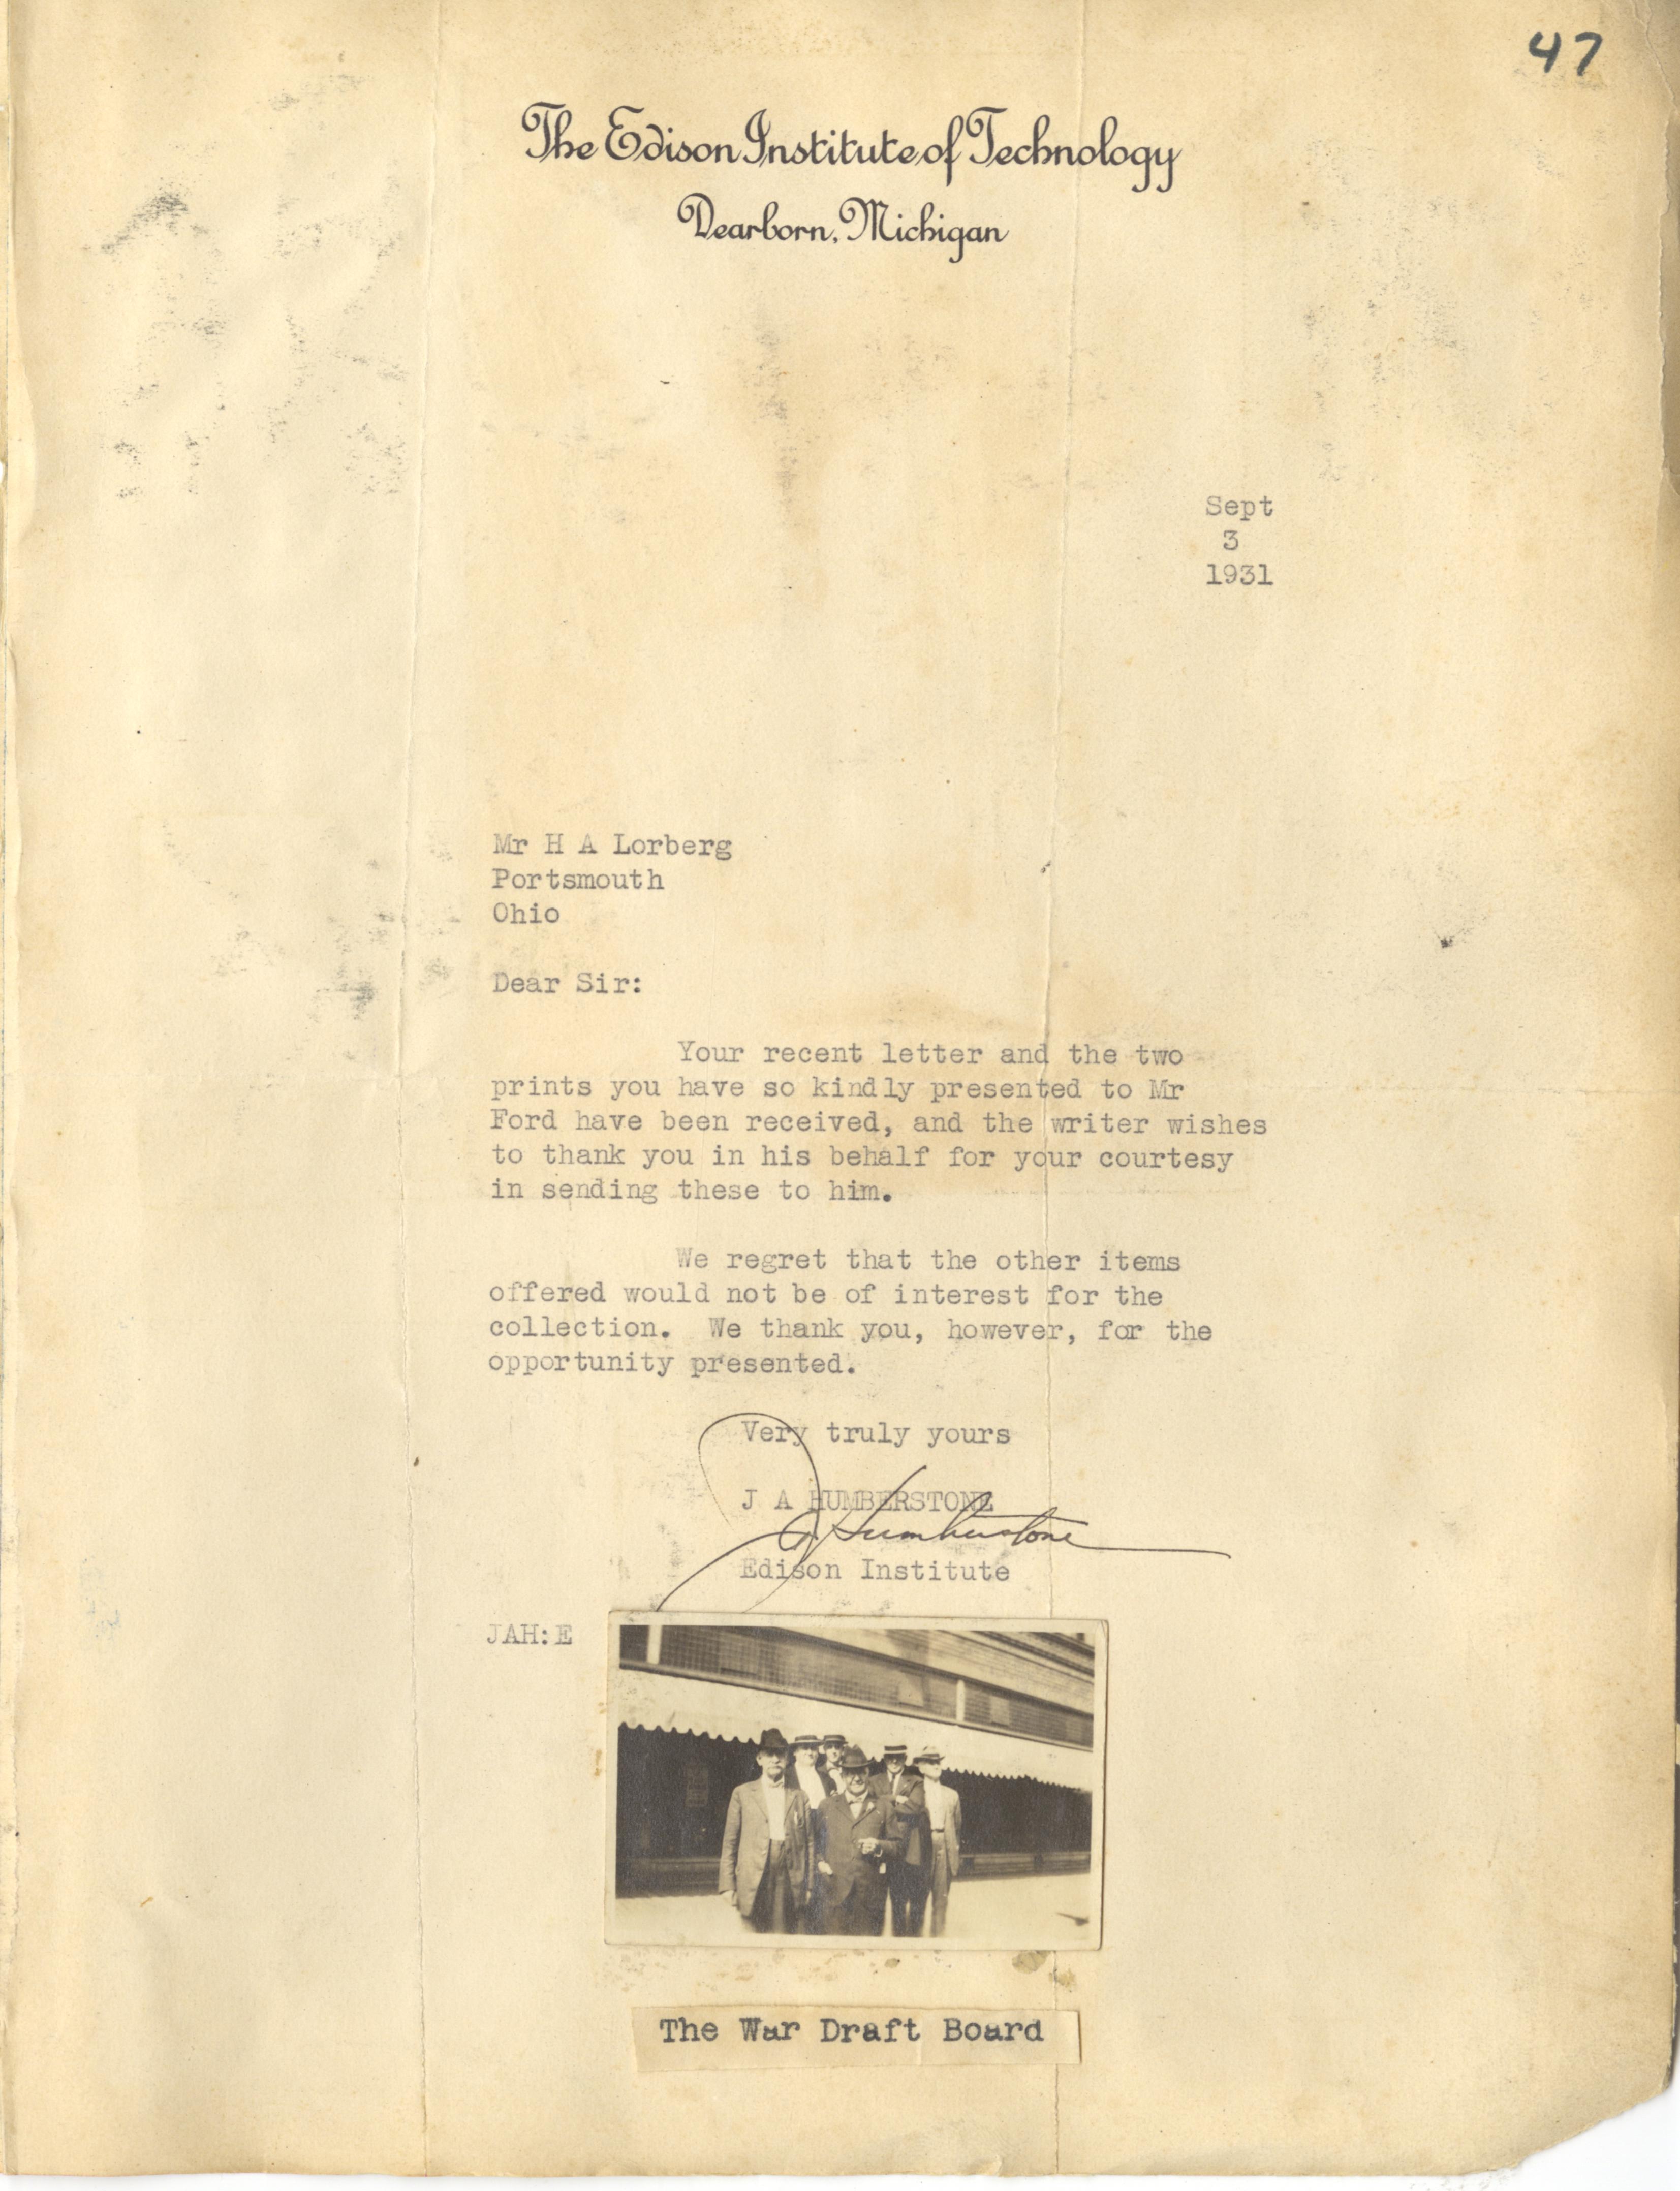 47
The Edison Institute of Technology
Dearborn, Michigan
Sept
3
1931
Mr H A Lorberg
Portsmouth
Ohio
Dear Sir:
Your recent letter and the two
prints you have so kindly presented to Mr
Ford have been received, and the writer wishes
to thank you in his behalf for your courtesy
in sending these to him.
We regret that the other items
offered would not be of interest for the
collection. We thank you, however, for the
opportunity presented.
Very truly yours
J A HUMBERSTONE
JA Humberstone
Edison Institute
JAH:E
The War Draft Board